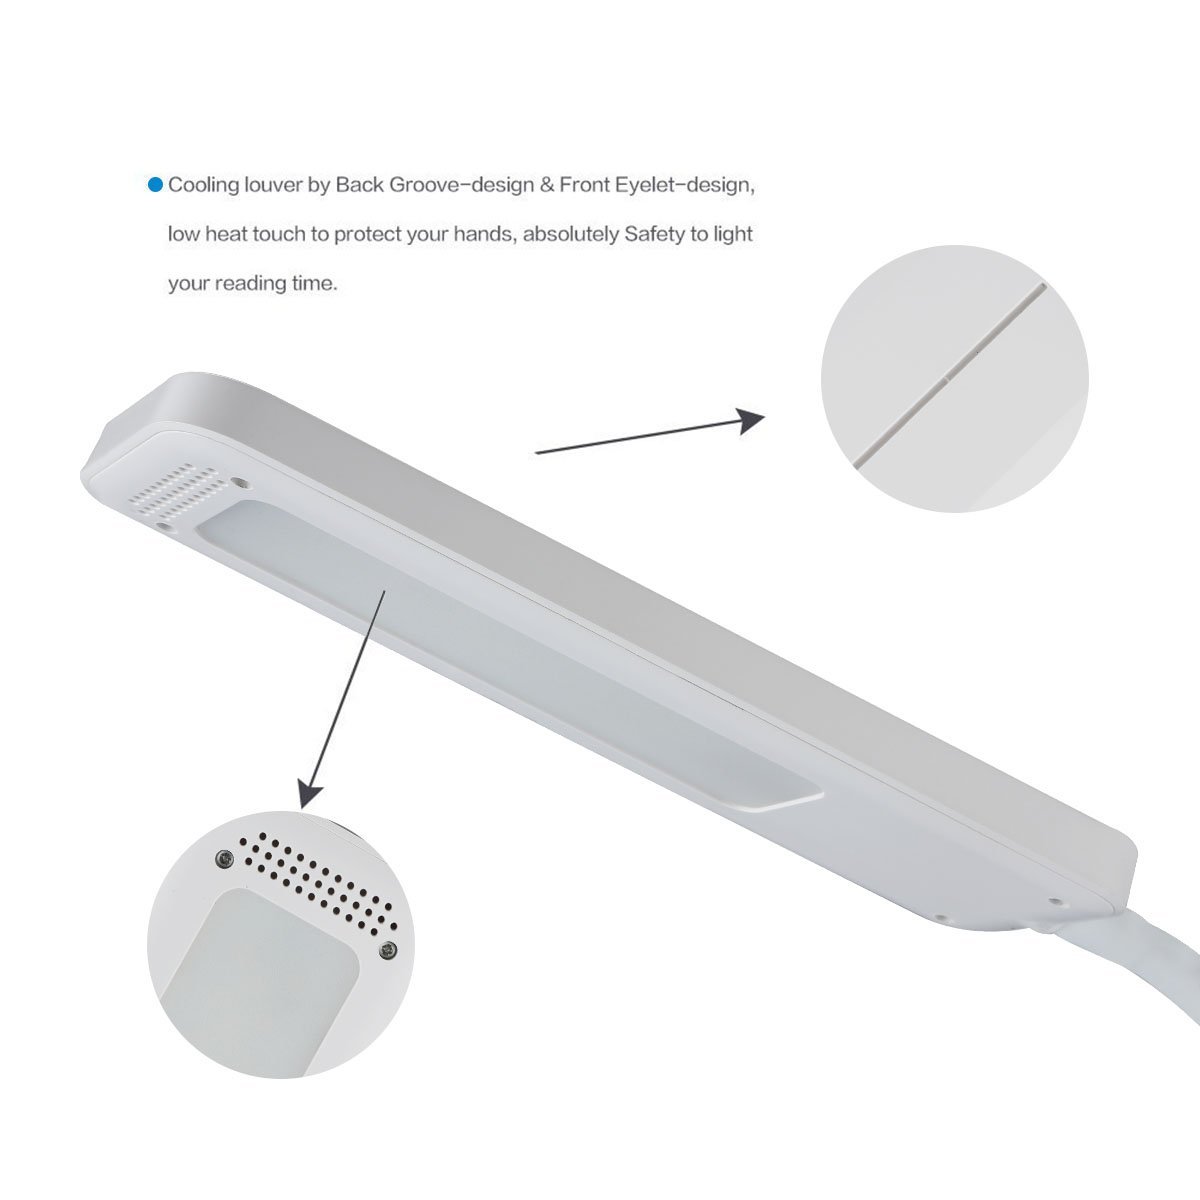 Cooling louver by Back Groove-design & Front Eyelet-design,
low heat touch to protect your hands, absolutely Safety to light
your reading time.